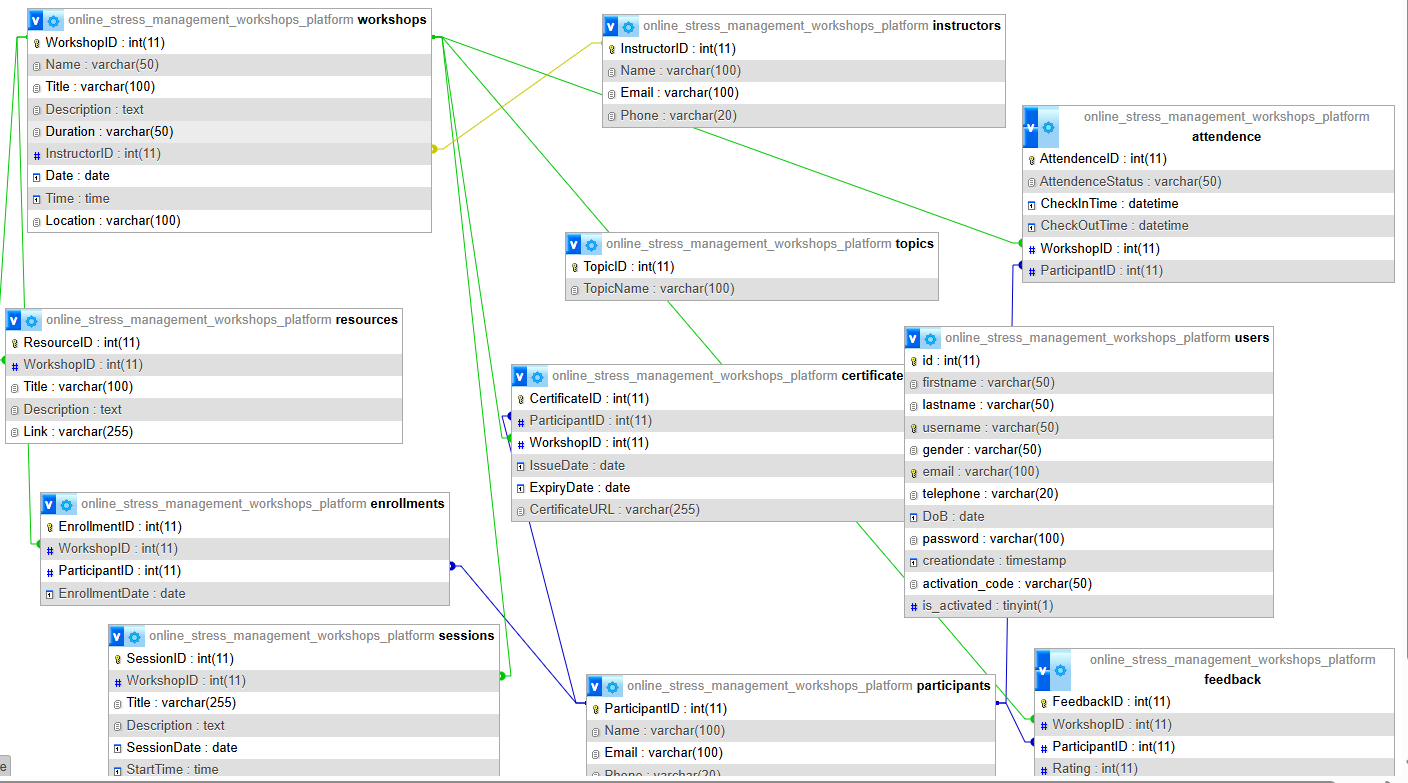 online_stress_management_workshops_platform workshops
WorkshopID : int(11)
Name : varchar(50)
Title : varchar(100)
Description : text
Duration : varchar(50)
InstructorID : int(11)
Date : date
Time : time
Location : varchar(100)
online_stress_management_workshops_platform instructors
InstructorID : int(11)
Name : varchar(100)
Email : varchar(100)
Phone : varchar(20)
online_stress_management_workshops_platform
attendence
AttendenceID : int(11)
AttendenceStatus : varchar(50)
CheckInTime : datetime
CheckOutTime : datetime
WorkshopID : int(11)
ParticipantID : int(11)
online_stress_management_workshops_platform topics
TopicID : int(11)
TopicName : varchar(100)
online_stress_management_workshops_platform resources
ResourceID : int(11)
WorkshopID : int(11)
Title : varchar(100)
Description : text
Link : varchar(255)
online_stress_management_workshops_platform certificate
CertificateID : int(11)
ParticipantID : int(11)
WorkshopID : int(11)
IssueDate : date
ExpiryDate : date
CertificateURL : varchar(255)
online_stress_management_workshops_platform users
id : int(11)
firstname : varchar(50)
lastname : varchar(50)
username : varchar(50)
gender : varchar(50)
email : varchar(100)
telephone : varchar(20)
DoB : date
password : varchar(100)
creationdate : timestamp
activation_code : varchar(50)
is_activated : tinyint(1)
online_stress_management_workshops_platform enrollments
EnrollmentID : int(11)
WorkshopID : int(11)
ParticipantID : int(11)
EnrollmentDate : date
online_stress_management_workshops_platform sessions
SessionID : int(11)
WorkshopID : int(11)
Title : varchar(255)
Description : text
SessionDate : date
StartTime : time
online_stress_management_workshops_platform participants
ParticipantID : int(11)
Name : varchar(100)
Email : varchar(100)
Phone : varchar(20)
online_stress_management_workshops_platform
feedback
FeedbackID : int(11)
WorkshopID : int(11)
ParticipantID : int(11)
Rating : int(11)